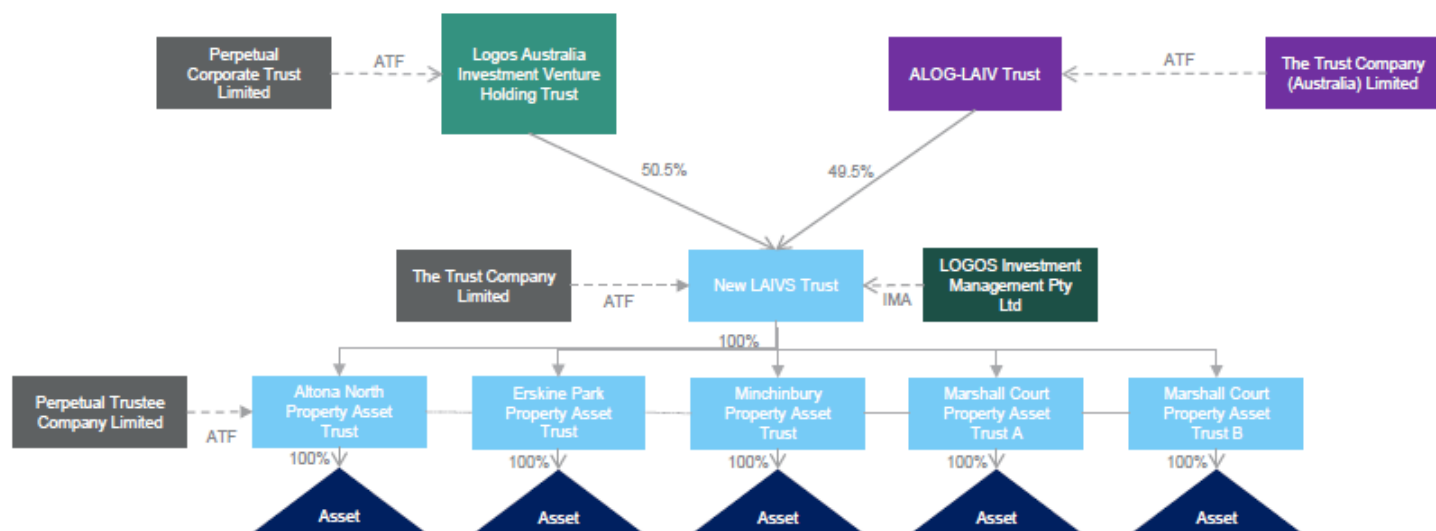 Perpetual
Corporate Trust
Limited
ATF
Logos Australia
Investment Venture
Holding Trust
ALOG-LAIV Trust
ATF
The Trust Company
(Australia) Limited
50.5%
49.5%
The Trust Company
Limited
ATF
New LAIVS Trust
IMA
LOGOS Investment
Management Pty
Ltd
100%
Perpetual Trustee
Company Limited
ATF
Altona North
Property Asset
Trust
Erskine Park
Property Asset
Trust
Minchinbury
Property Asset
Trust
Marshall Court
Property Asset
Trust A
Marshall Court
Property Asset
Trust B
100%
100%
100%
100%
100%
Asset
Asset
Asset
Asset
Asset